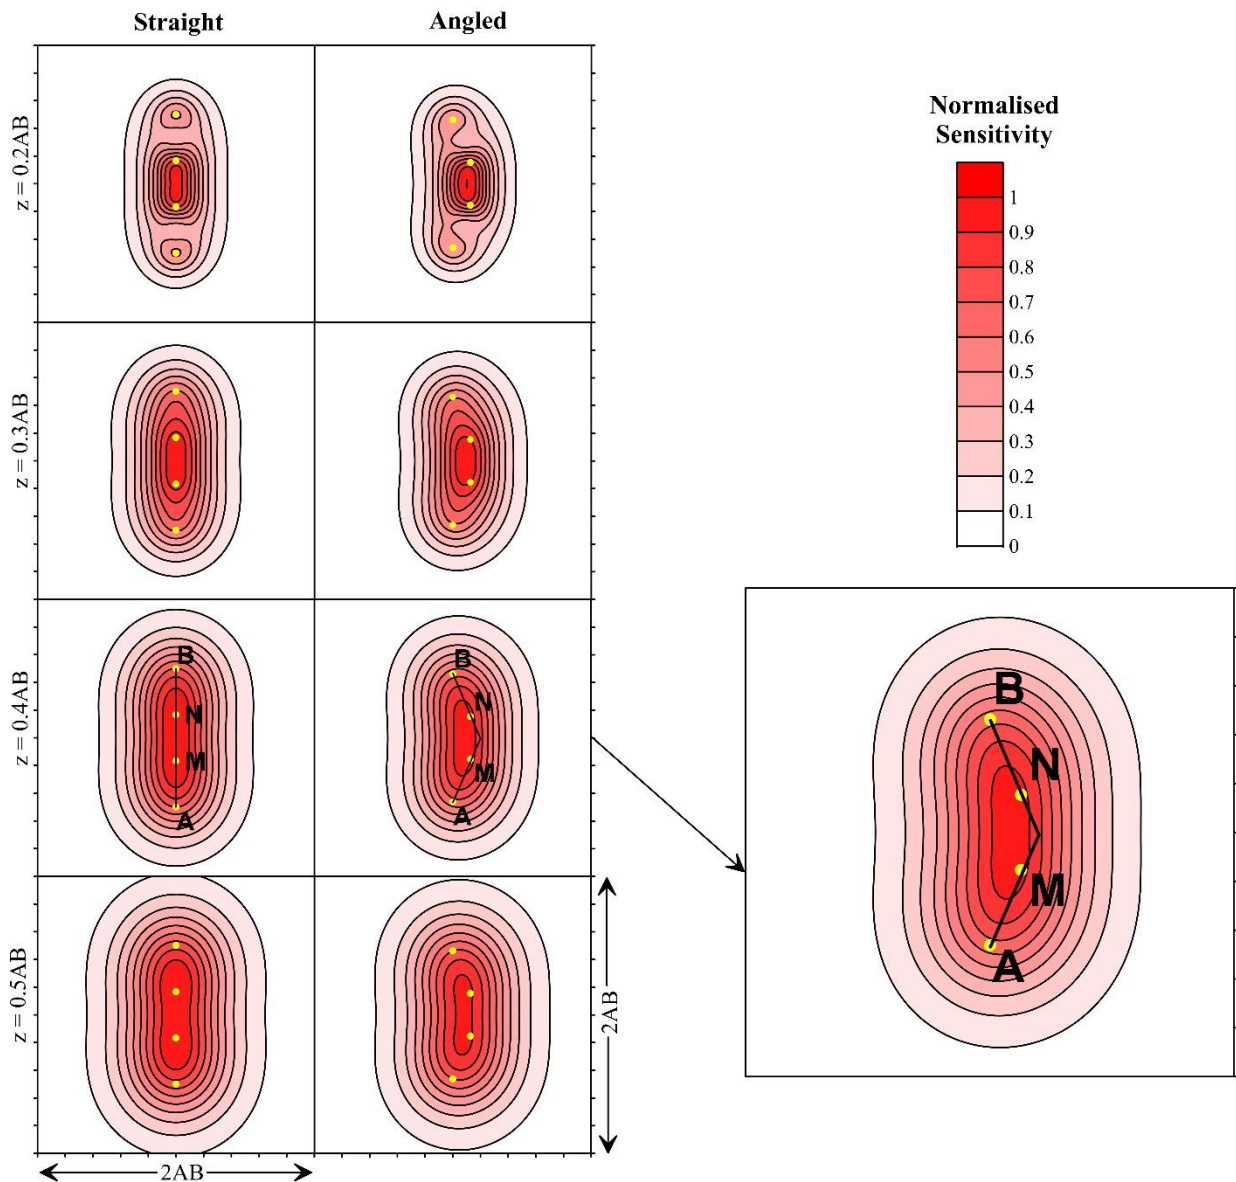 Straight
Angled
z = 0.2AB
z = 0.3AB
z = 0.4AB
B
N
M
A
B
N
M
A
z = 0.5AB
2AB
2AB
Normalised
Sensitivity
1
0.9
0.8
0.7
0.6
0.5
0.4
0.3
0.2
0.1
0
B
N
M
A